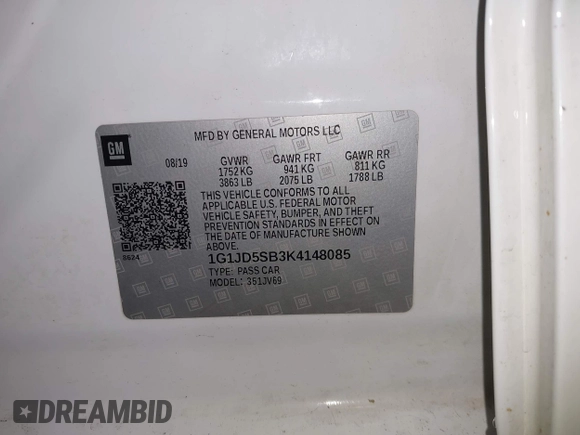 GM
MFD BY GENERAL MOTORS LLC
08/19 GVWR GAWR FRT GAWR RR
1752 KG 941 KG 811 KG
3863 LB 2075 LB 1788 LB
THIS VEHICLE CONFORMS TO ALL APPLICABLE
U.S. FEDERAL MOTOR
VEHICLE SAFETY, BUMPER, AND THEFT
PREVENTION STANDARDS IN EFFECT ON
THE DATE OF MANUFACTURE SHOWN
ABOVE.
1G1JD5SB3K4148085
TYPE: PASS CAR
MODEL: 351JV69
DREAMBID